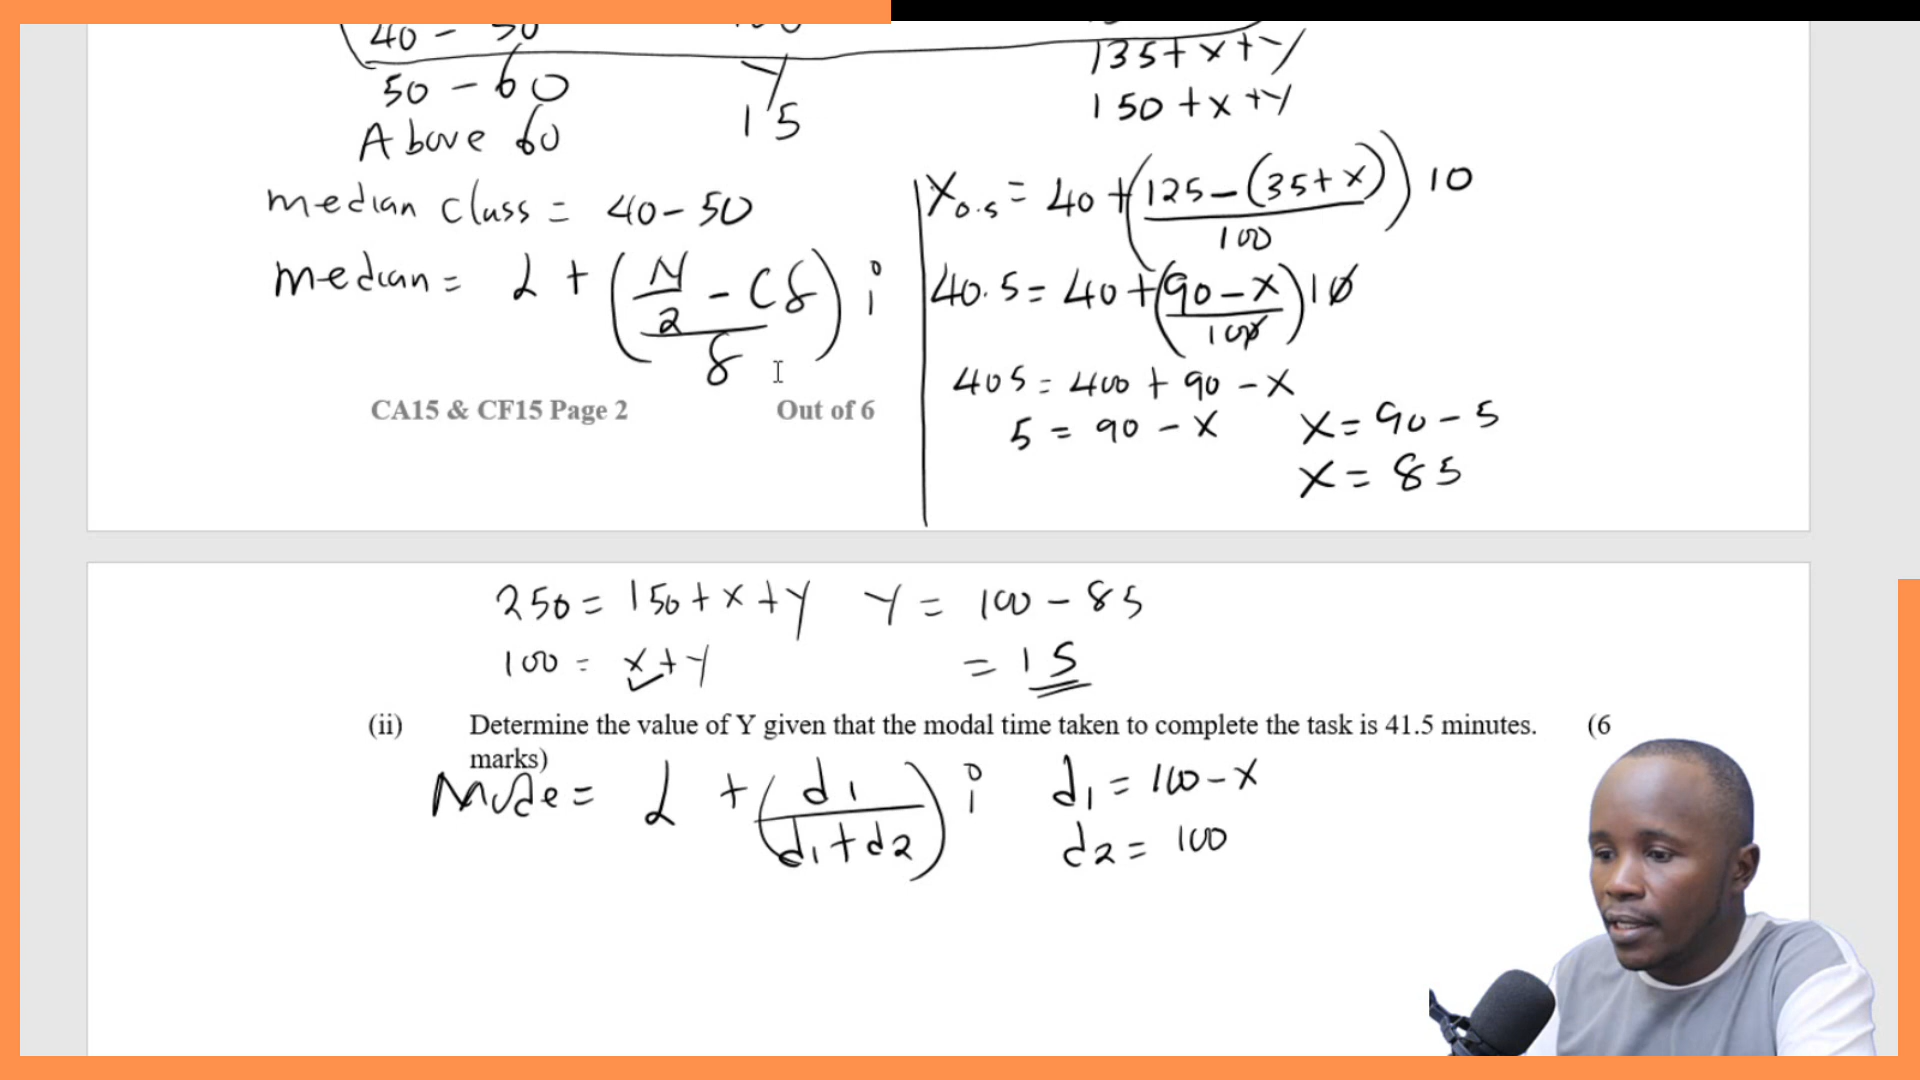 40 - 50
135 + x + y
50 - 60 y
150 + x + y
Above 60 15
median class = 40 - 50
X0.5 = 40 + (125 - (35 + x) / 100) 10
median = L + (N/2 - Cf / f) i
40.5 = 40 + (90 - x / 100) 10
405 = 400 + 90 - x
5 = 90 - x
x = 90 - 5
x = 85
CA15 & CF15 Page 2 Out of 6
250 = 150 + x + y y = 100 - 85
100 = x + y = 15
(ii) Determine the value of Y given that the modal time taken to complete the task is 41.5 minutes. (6
marks)
Mode = L + (d1 / d1 + d2) i d1 = 100 - x
d2 = 100